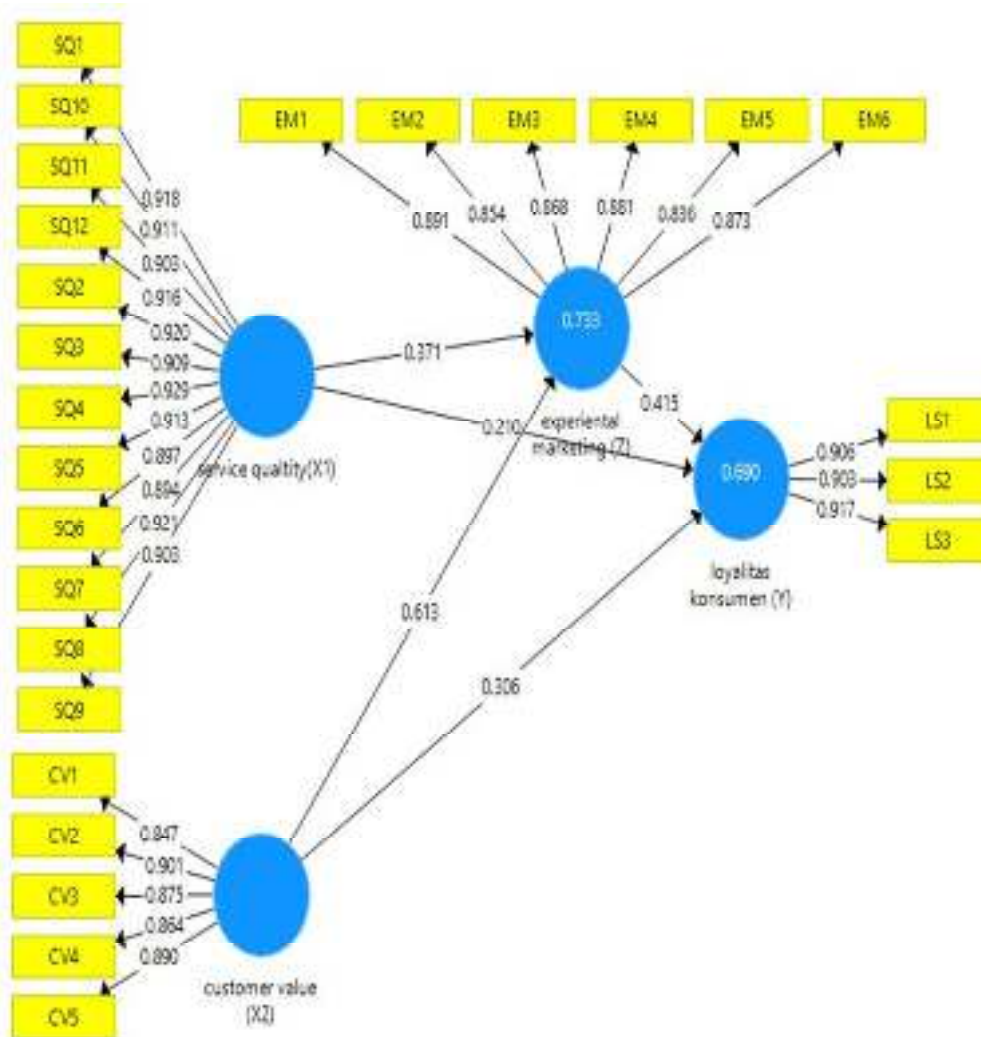 SQ1
SQ10
SQ11
SQ12
SQ2
SQ3
SQ4
SQ5
SQ6
SQ7
SQ8
SQ9
0.918
0.911
0.903
0.916
0.920
0.909
0.929
0.913
0.897
0.894
0.921
0.903
service qualtity(X1)
EM1 EM2 EM3 EM4 EM5 EM6
0.891 0.854 0.868 0.881 0.836 0.873
0.733
experiental
marketing (Z)
0.371
0.210
0.415
0.613
0.306
0.690
loyalitas
konsumen (Y)
0.906
0.903
0.917
LS1
LS2
LS3
CV1
CV2
CV3
CV4
CV5
0.847
0.901
0.875
0.864
0.890
customer value
(X2)